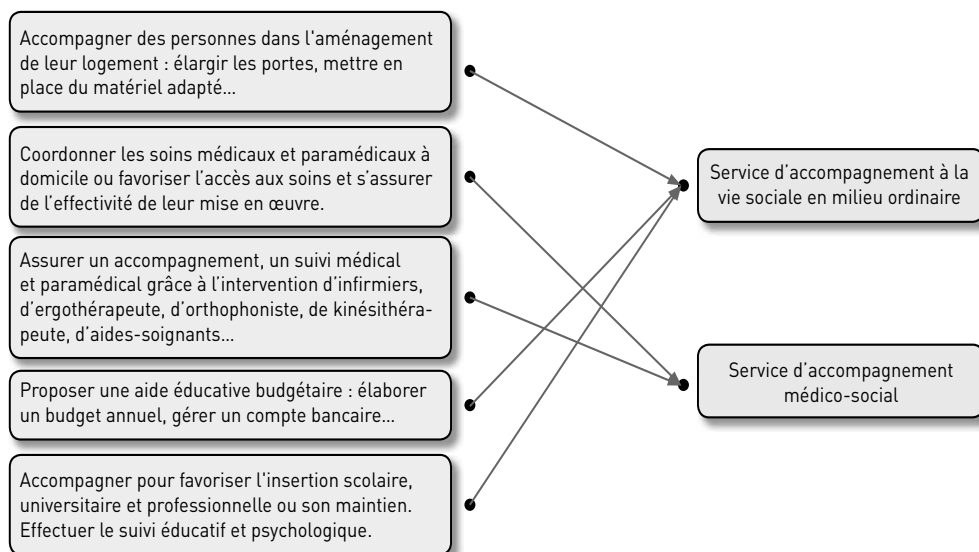 Accompagner des personnes dans l'aménagement
de leur logement : élargir les portes, mettre en
place du matériel adapté...
Coordonner les soins médicaux et paramédicaux à
domicile ou favoriser l’accès aux soins et s’assurer
de l’effectivité de leur mise en œuvre.
Assurer un accompagnement, un suivi médical
et paramédical grâce à l’intervention d’infirmiers,
d’ergothérapeute, d’orthophoniste, de kinésithéra-
peute, d’aides-soignants...
Proposer une aide éducative budgétaire : élaborer
un budget annuel, gérer un compte bancaire...
Accompagner pour favoriser l'insertion scolaire,
universitaire et professionnelle ou son maintien.
Effectuer le suivi éducatif et psychologique.
Service d’accompagnement à la
vie sociale en milieu ordinaire
Service d’accompagnement
médico-social